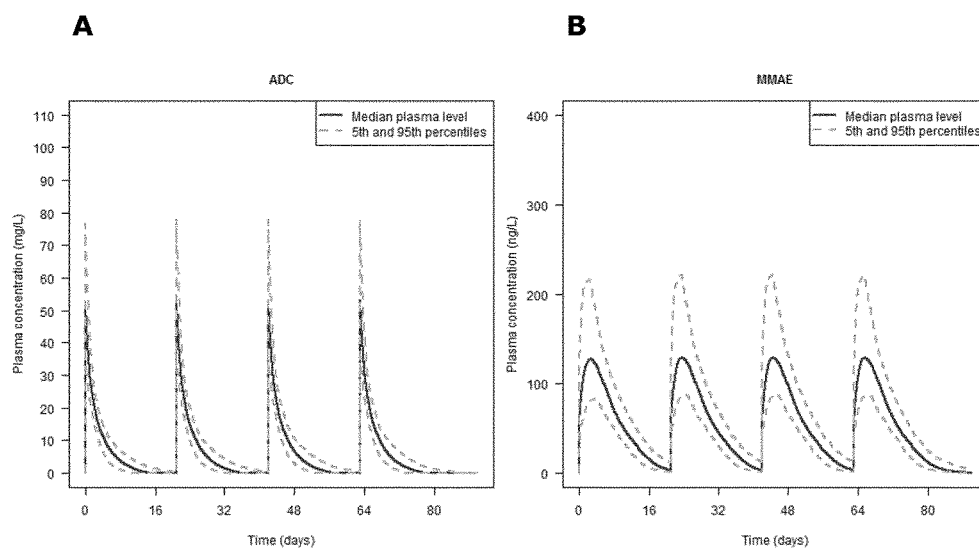 A
ADC
Median plasma level
5th and 95th percentiles
110
100
90
80
70
60
50
40
30
20
10
0
Plasma concentration (mg/L)
0 16 32 48 64 80
Time (days)
B
MMAE
Median plasma level
5th and 95th percentiles
400
300
200
100
0
Plasma concentration (ng/L)
0 16 32 48 64 80
Time (days)